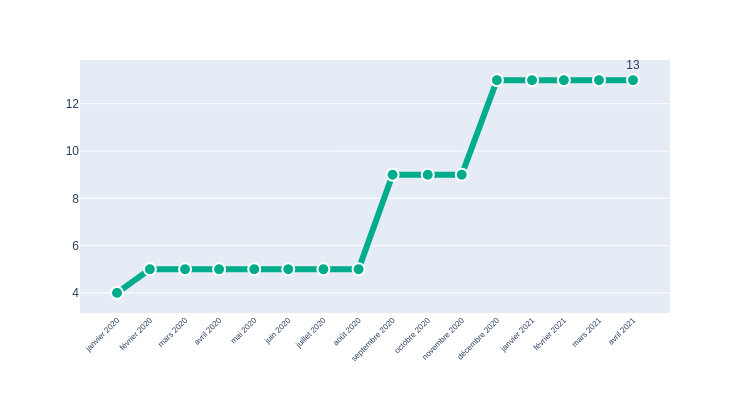 13
12
10
8
6
4
janvier 2020
février 2020
mars 2020
avril 2020
mai 2020
juin 2020
juillet 2020
août 2020
septembre 2020
octobre 2020
novembre 2020
décembre 2020
janvier 2021
février 2021
mars 2021
avril 2021